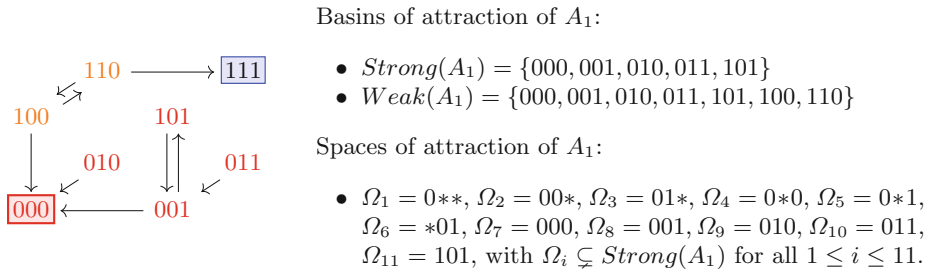 110
111
100
101
010
011
000
001
Basins of attraction of A₁:
• Strong(A₁) = {000, 001, 010, 011, 101}
• Weak(A₁) = {000, 001, 010, 011, 101, 100, 110}
Spaces of attraction of A₁:
• Ω₁ = 0∗∗, Ω₂ = 00∗, Ω₃ = 01∗, Ω₄ = 0∗0, Ω₅ = 0∗1,
Ω₆ = ∗01, Ω₇ = 000, Ω₈ = 001, Ω₉ = 010, Ω₁₀ = 011,
Ω₁₁ = 101, with Ωᵢ ⊊ Strong(A₁) for all 1 ≤ i ≤ 11.